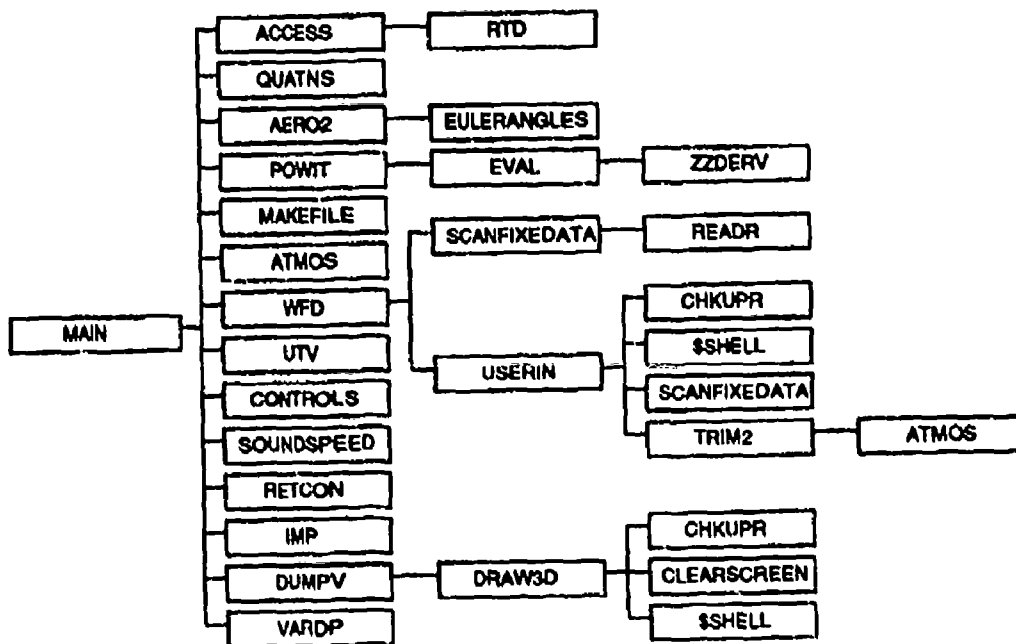 ACCESS RTD
QUATNS
AERO2 EULERANGLES
POWIT EVAL ZZDERV
MAKEFILE SCANFIXEDATA READR
ATMOS
WFD CHKUPR
MAIN
UTV USERIN $SHELL
CONTROLS SCANFIXEDATA
SOUNDSPEED TRIM2 ATMOS
RETCON
IMP CHKUPR
DUMPV DRAW3D CLEARSCREEN
VARDP $SHELL